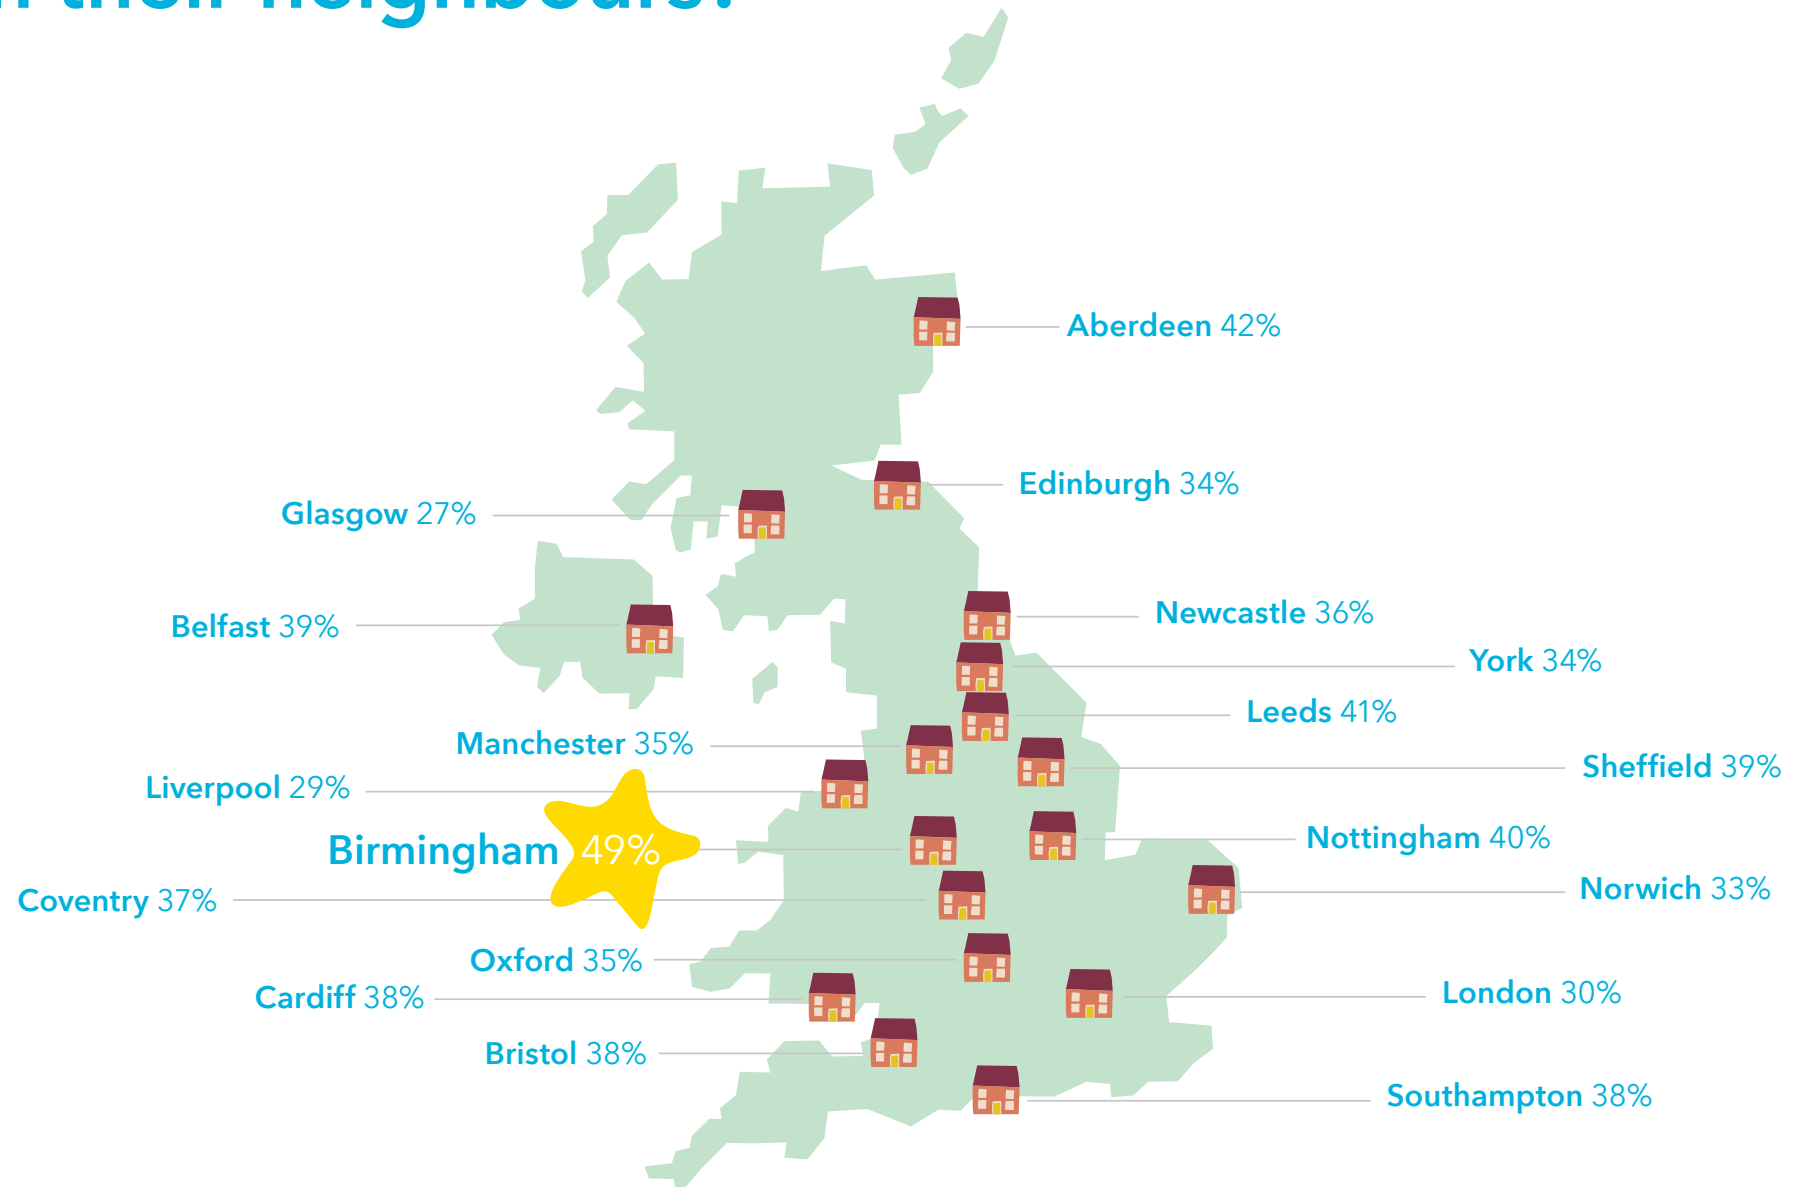 their neighbours?
Aberdeen 42%
Edinburgh 34%
Glasgow 27%
Newcastle 36%
Belfast 39%
York 34%
Leeds 41%
Manchester 35%
Sheffield 39%
Liverpool 29%
Nottingham 40%
Birmingham 49%
Norwich 33%
Coventry 37%
Oxford 35%
London 30%
Cardiff 38%
Bristol 38%
Southampton 38%